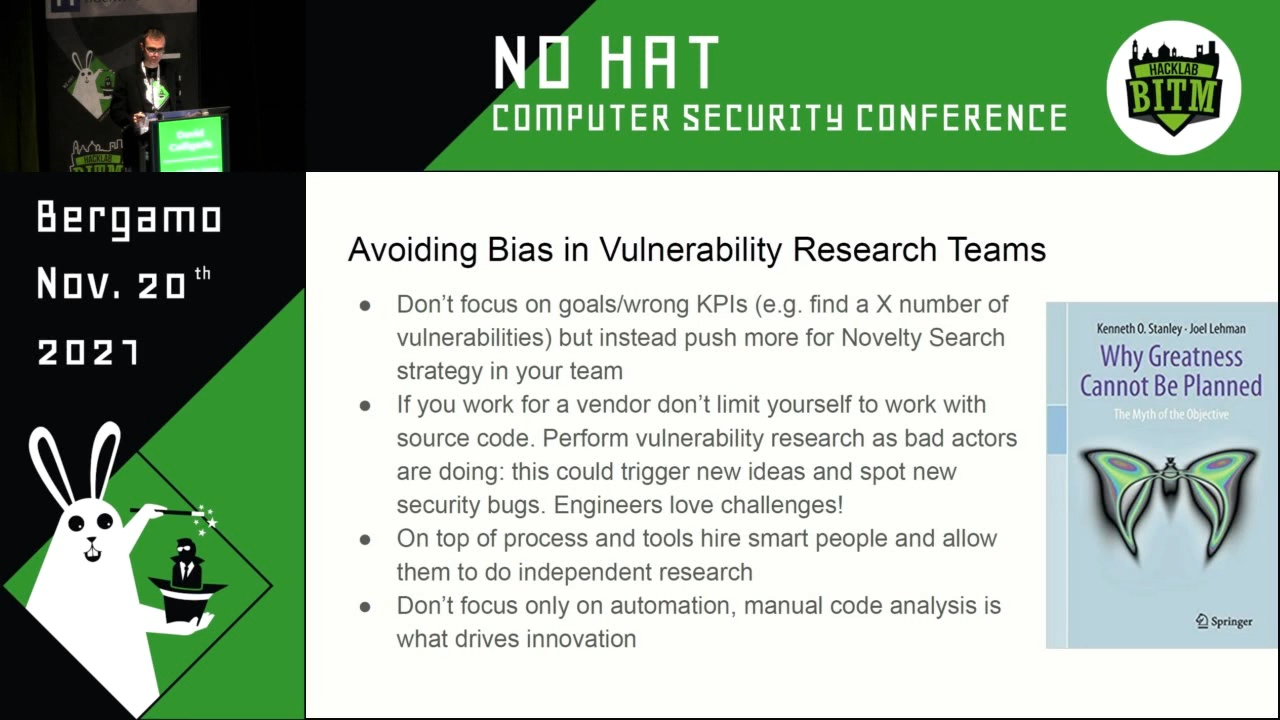 NO HAT
COMPUTER SECURITY CONFERENCE
HACKLAB
BITM
HACKLAB
David
Bergamo
Nov. 20th
2021
Avoiding Bias in Vulnerability Research Teams
● Don’t focus on goals/wrong KPIs (e.g. find a X number of
vulnerabilities) but instead push more for Novelty Search
strategy in your team
● If you work for a vendor don’t limit yourself to work with
source code. Perform vulnerability research as bad actors
are doing: this could trigger new ideas and spot new
security bugs. Engineers love challenges!
● On top of process and tools hire smart people and allow
them to do independent research
● Don’t focus only on automation, manual code analysis is
what drives innovation
Kenneth O. Stanley · Joel Lehman
Why Greatness
Cannot Be Planned
The Myth of the Objective
Springer